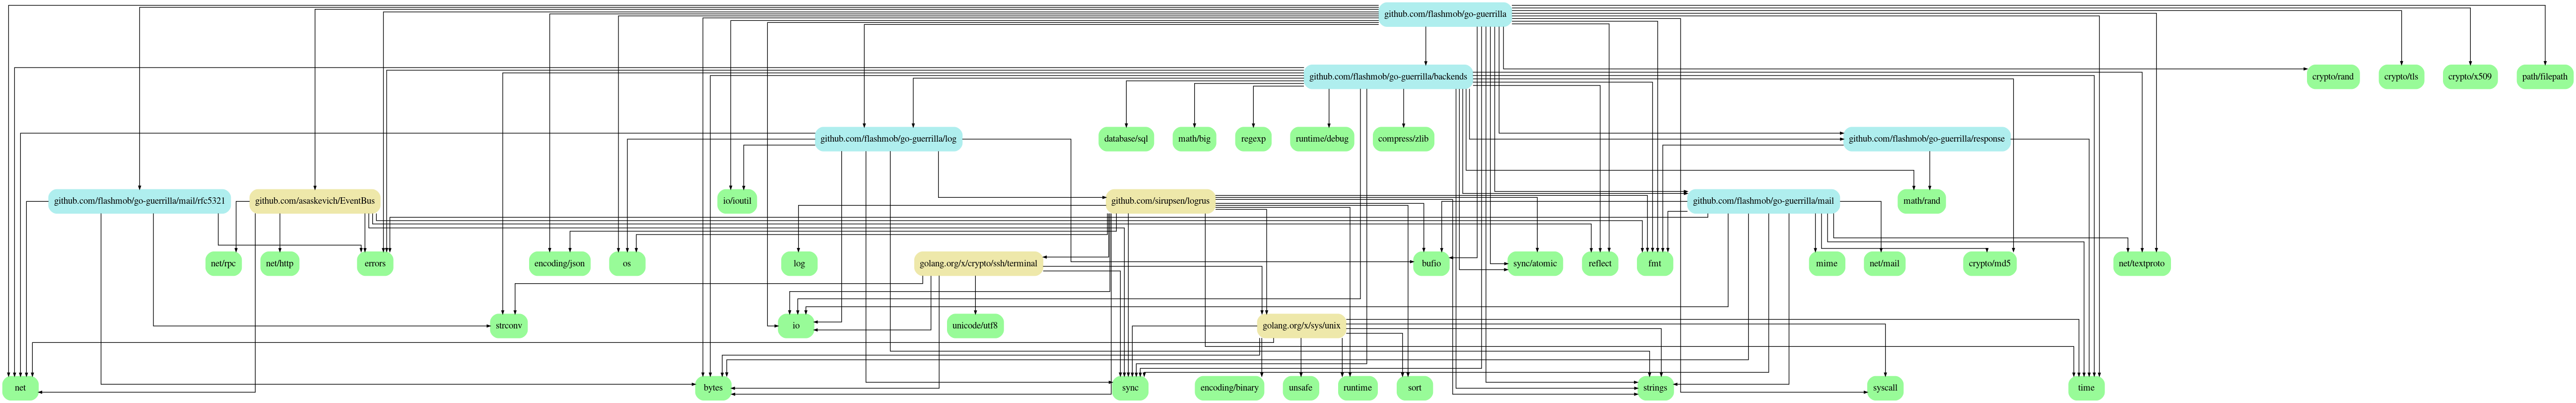 github.com/flashmob/go-guerrilla
github.com/flashmob/go-guerrilla/backends
crypto/rand
crypto/tls
crypto/x509
path/filepath
github.com/flashmob/go-guerrilla/log
database/sql
math/big
regexp
runtime/debug
compress/zlib
github.com/flashmob/go-guerrilla/response
github.com/flashmob/go-guerrilla/mail/rfc5321
github.com/asaskevich/EventBus
io/ioutil
github.com/sirupsen/logrus
github.com/flashmob/go-guerrilla/mail
math/rand
net/rpc
net/http
errors
encoding/json
os
log
golang.org/x/crypto/ssh/terminal
bufio
sync/atomic
reflect
fmt
mime
net/mail
crypto/md5
net/textproto
strconv
io
unicode/utf8
golang.org/x/sys/unix
net
bytes
sync
encoding/binary
unsafe
runtime
sort
strings
syscall
time